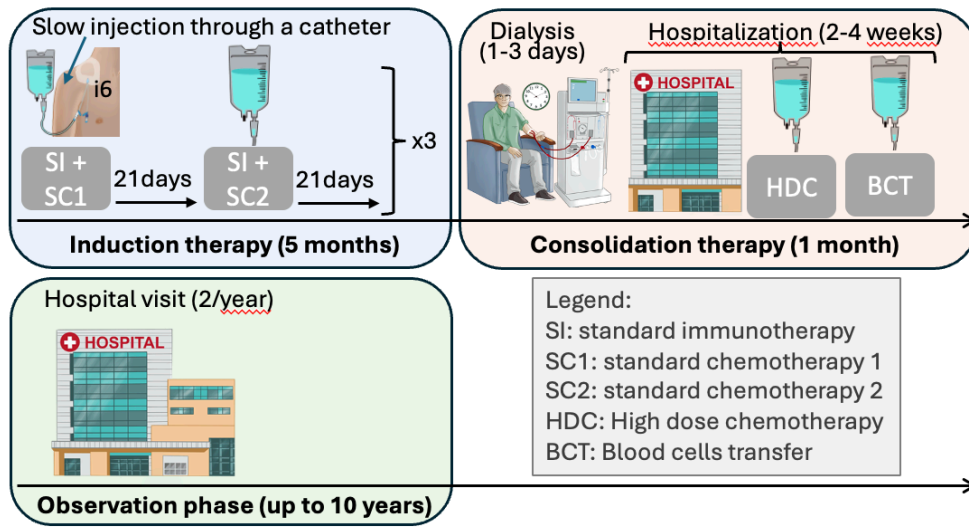 Slow injection through a catheter
i6
SI +
SC1
21days
SI +
SC2
21days
x3
Induction therapy (5 months)
Dialysis
(1-3 days)
Hospitalization (2-4 weeks)
HOSPITAL
HDC
BCT
Consolidation therapy (1 month)
Hospital visit (2/year)
HOSPITAL
Observation phase (up to 10 years)
Legend:
SI: standard immunotherapy
SC1: standard chemotherapy 1
SC2: standard chemotherapy 2
HDC: High dose chemotherapy
BCT: Blood cells transfer